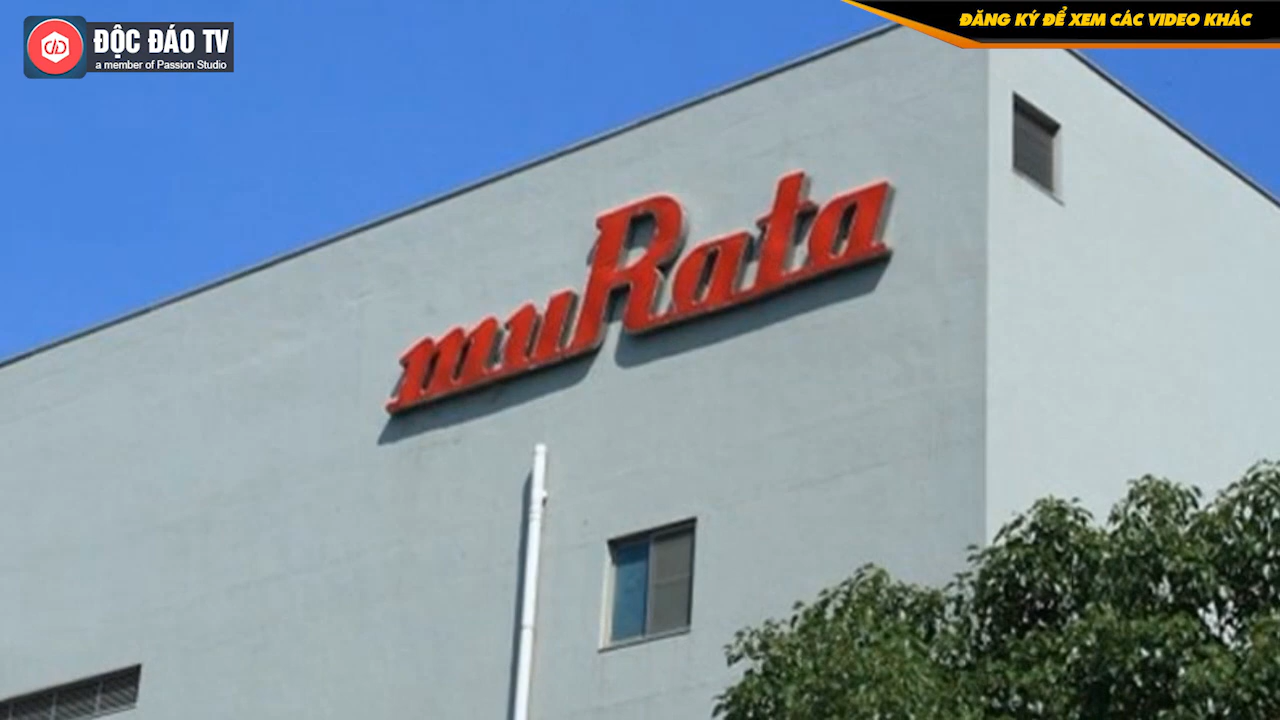 ĐỘC ĐÁO TV
a member of Passion Studio
ĐĂNG KÝ ĐỂ XEM CÁC VIDEO KHÁC
muRata